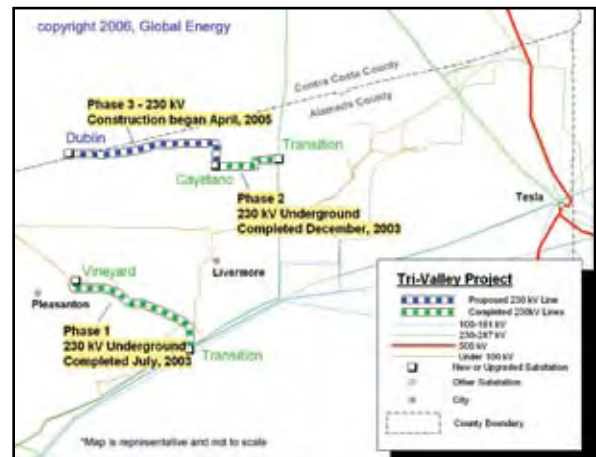 copyright 2006, Global Energy
Contra Costa County
Alameda County
Phase 3 - 230 kV
Construction began April, 2005
Dublin
Transition
Cayetano
Phase 2
230 kV Underground
Completed December, 2003
Tesla
Vineyard
Livermore
Pleasanton
Phase 1
230 kV Underground
Completed July, 2003
Transition
Tri-Valley Project
Proposed 230 kV Line
Completed 230kV Lines
100-161 kV
230-287 kV
500 kV
Under 100 kV
New or Upgraded Substation
Other Substation
City
County Boundary
*Map is representative and not to scale